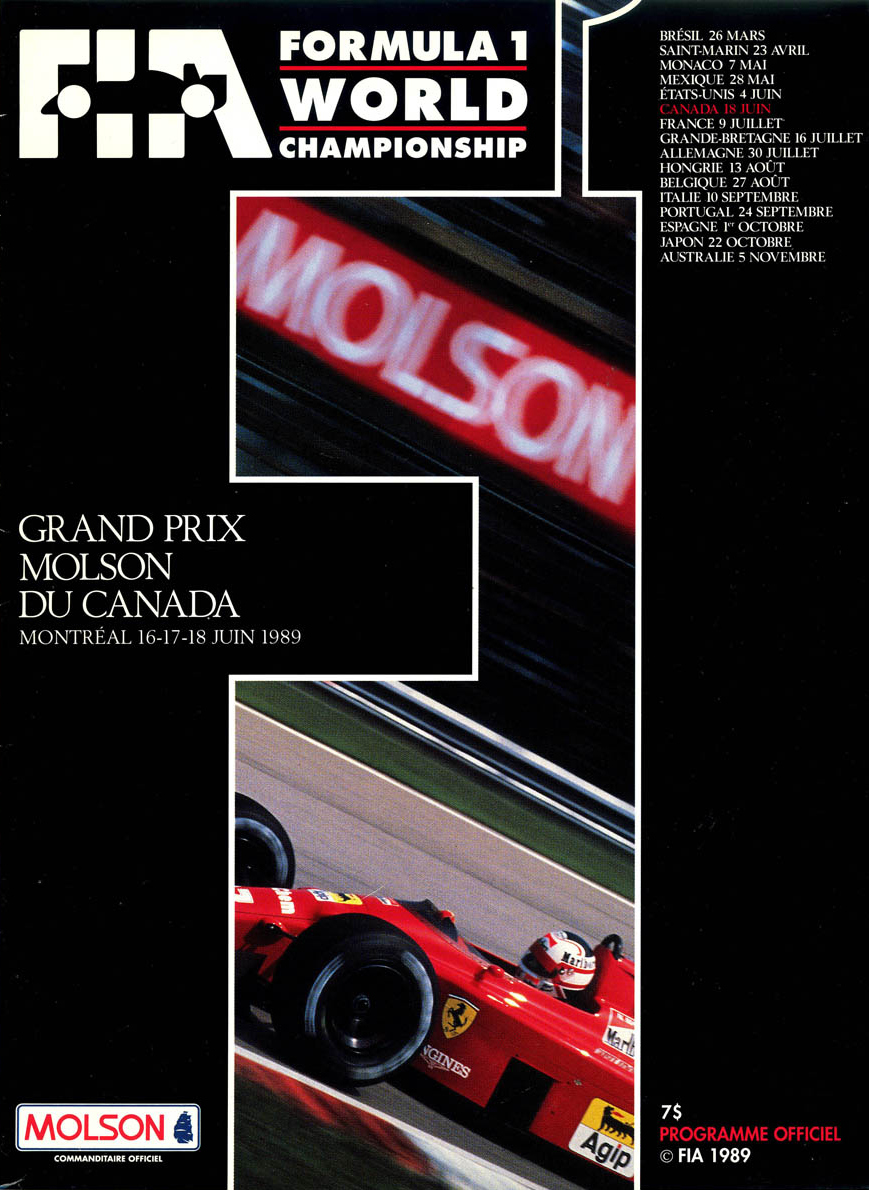 FIA
FORMULA 1
WORLD
CHAMPIONSHIP
BRÉSIL 26 MARS
SAINT-MARIN 23 AVRIL
MONACO 7 MAI
MEXIQUE 28 MAI
ÉTATS-UNIS 4 JUIN
CANADA 18 JUIN
FRANCE 9 JUILLET
GRANDE-BRETAGNE 16 JUILLET
ALLEMAGNE 30 JUILLET
HONGRIE 13 AOÛT
BELGIQUE 27 AOÛT
ITALIE 10 SEPTEMBRE
PORTUGAL 24 SEPTEMBRE
ESPAGNE 1er OCTOBRE
JAPON 22 OCTOBRE
AUSTRALIE 5 NOVEMBRE
MOLSON
GRAND PRIX
MOLSON
DU CANADA
MONTRÉAL 16-17-18 JUIN 1989
Marlbo
Marlb
NGINES
Agip
MOLSON
COMMANDITAIRE OFFICIEL
7$
PROGRAMME OFFICIEL
© FIA 1989